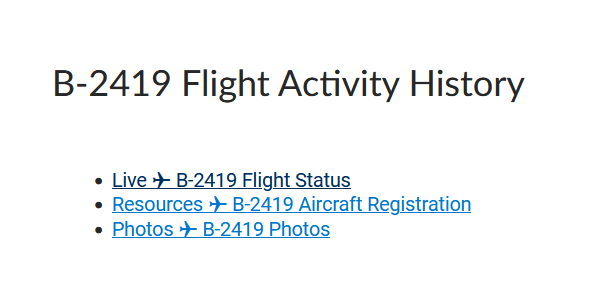 B-2419 Flight Activity History
Live ✈ B-2419 Flight Status
Resources ✈ B-2419 Aircraft Registration
Photos ✈ B-2419 Photos